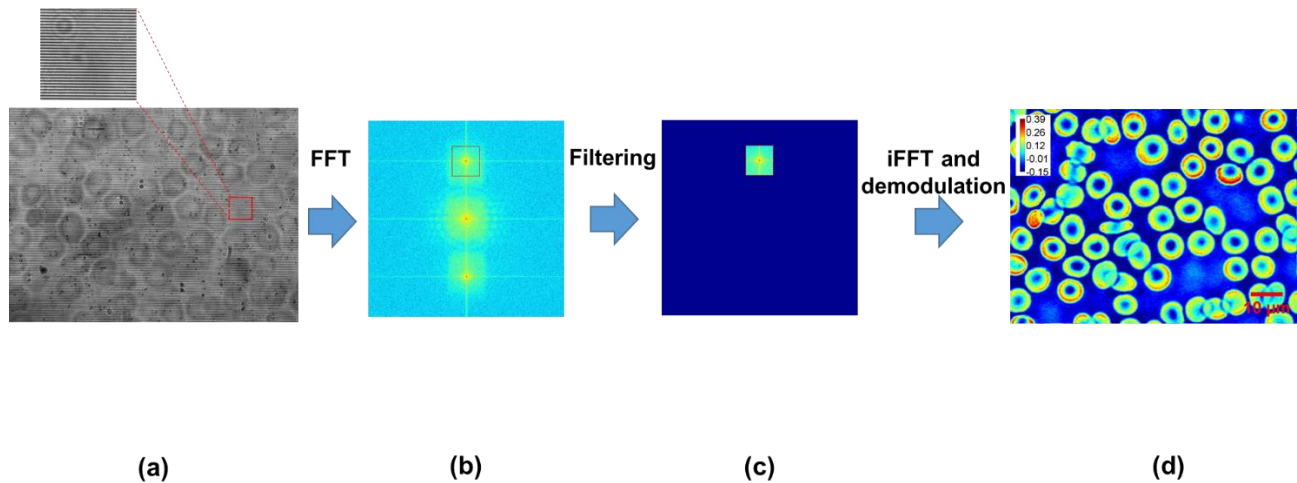 FFT
Filtering
iFFT and
demodulation
0.39
0.26
0.12
-0.01
-0.15
10 μm
(a)
(b)
(c)
(d)